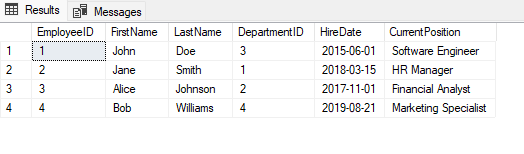 Results Messages
EmployeeID FirstName LastName DepartmentID HireDate CurrentPosition
1 1 John Doe 3 2015-06-01 Software Engineer
2 2 Jane Smith 1 2018-03-15 HR Manager
3 3 Alice Johnson 2 2017-11-01 Financial Analyst
4 4 Bob Williams 4 2019-08-21 Marketing Specialist